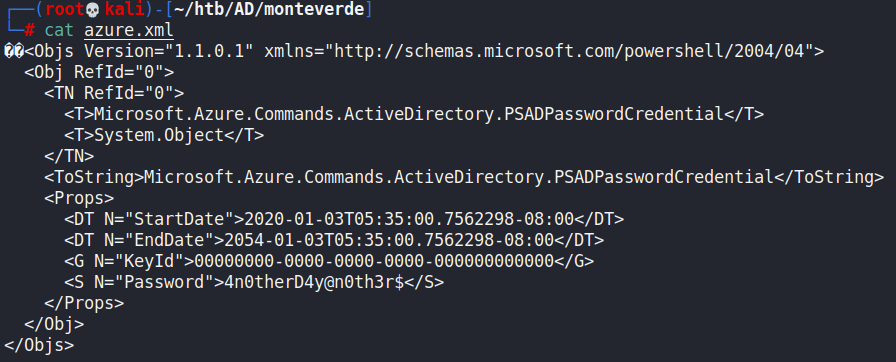 ┌──(root💀kali)-[~/htb/AD/monteverde]
└─# cat azure.xml
��<Objs Version="1.1.0.1" xmlns="http://schemas.microsoft.com/powershell/2004/04">
  <Obj RefId="0">
    <TN RefId="0">
      <T>Microsoft.Azure.Commands.ActiveDirectory.PSADPasswordCredential</T>
      <T>System.Object</T>
    </TN>
    <ToString>Microsoft.Azure.Commands.ActiveDirectory.PSADPasswordCredential</ToString>
    <Props>
      <DT N="StartDate">2020-01-03T05:35:00.7562298-08:00</DT>
      <DT N="EndDate">2054-01-03T05:35:00.7562298-08:00</DT>
      <G N="KeyId">00000000-0000-0000-0000-000000000000</G>
      <S N="Password">4n0therD4y@n0th3r$</S>
    </Props>
  </Obj>
</Objs>